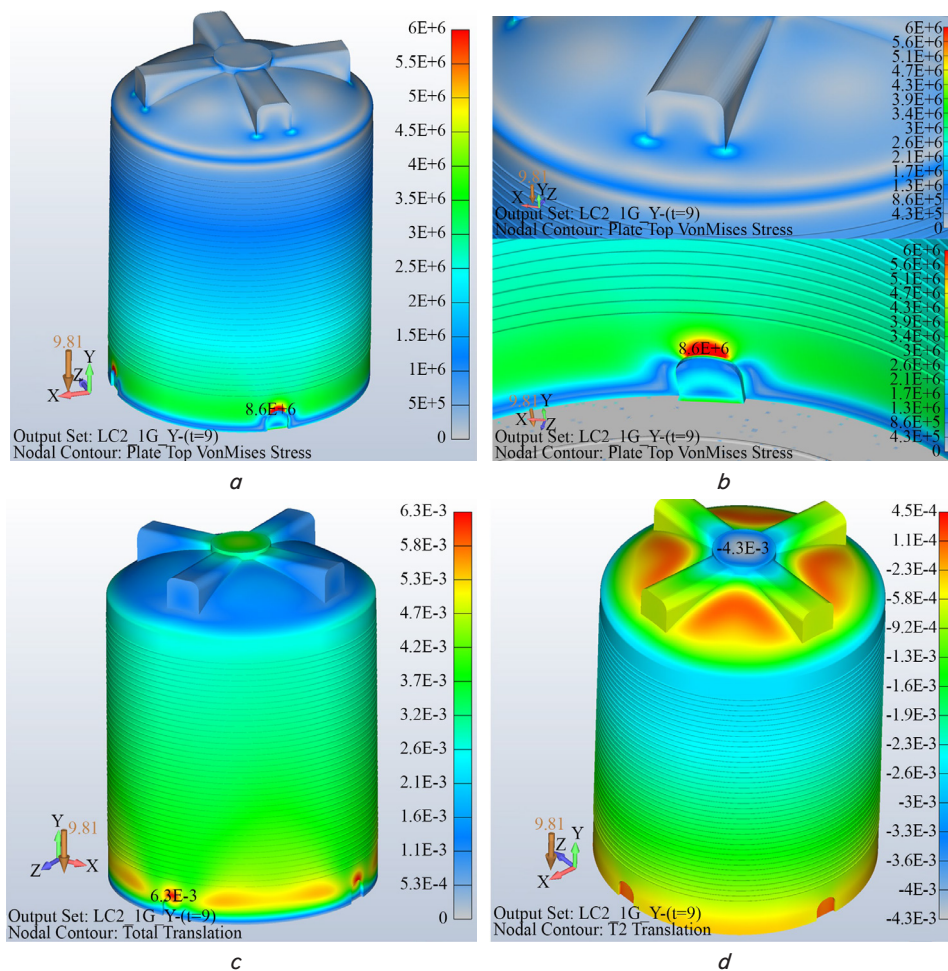 6E+6
5.5E+6
5E+6
4.5E+6
4E+6
3.5E+6
3E+6
2.5E+6
2E+6
1.5E+6
1E+6
5E+5
0
9.81
Y
Z
X
8.6E+6
Output Set: LC2_1G_Y-(t=9)
Nodal Contour: Plate Top VonMises Stress
a
6E+6
5.6E+6
5.1E+6
4.7E+6
4.3E+6
3.9E+6
3.4E+6
3E+6
2.6E+6
2.1E+6
1.7E+6
1.3E+6
8.6E+5
4.3E+5
0
9.81
X
Y
Z
Output Set: LC2_1G_Y-(t=9)
Nodal Contour: Plate Top VonMises Stress
6E+6
5.6E+6
5.1E+6
4.7E+6
4.3E+6
3.9E+6
3.4E+6
3E+6
2.6E+6
2.1E+6
1.7E+6
1.3E+6
8.6E+5
4.3E+5
0
8.6E+6
9.81
Y
X
Z
Output Set: LC2_1G_Y-(t=9)
Nodal Contour: Plate Top VonMises Stress
b
6.3E-3
5.8E-3
5.3E-3
4.7E-3
4.2E-3
3.7E-3
3.2E-3
2.6E-3
2.1E-3
1.6E-3
1.1E-3
5.3E-4
0
Y
9.81
Z
X
6.3E-3
Output Set: LC2_1G_Y-(t=9)
Nodal Contour: Total Translation
c
4.5E-4
1.1E-4
-2.3E-4
-5.8E-4
-9.2E-4
-1.3E-3
-1.6E-3
-1.9E-3
-2.3E-3
-2.6E-3
-3E-3
-3.3E-3
-3.6E-3
-4E-3
-4.3E-3
-4.3E-3
9.81
Z
Y
X
Output Set: LC2_1G_Y-(t=9)
Nodal Contour: T2 Translation
d